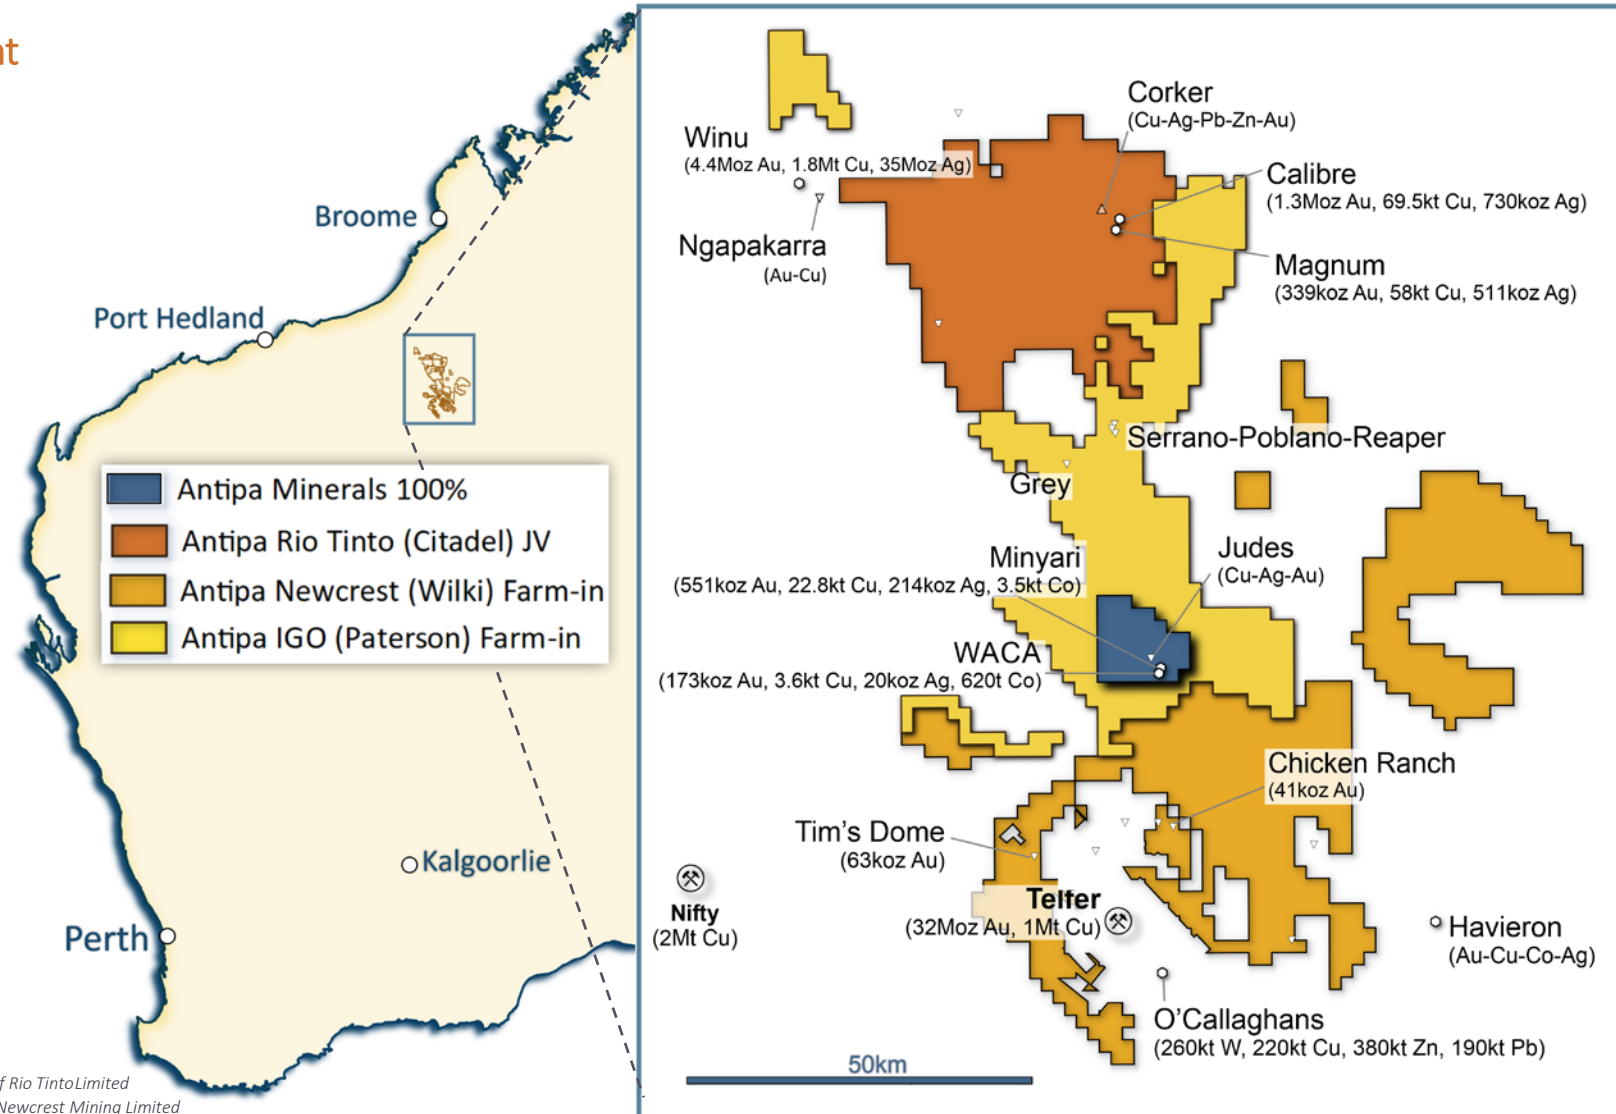 Broome
Port Hedland
Antipa Minerals 100%
Antipa Rio Tinto (Citadel) JV
Antipa Newcrest (Wilki) Farm-in
Antipa IGO (Paterson) Farm-in
Kalgoorlie
Perth
Rio Tinto Limited
Newcrest Mining Limited
Corker
(Cu-Ag-Pb-Zn-Au)
Winu
(4.4Moz Au, 1.8Mt Cu, 35Moz Ag)
Calibre
(1.3Moz Au, 69.5kt Cu, 730koz Ag)
Ngapakarra
(Au-Cu)
Magnum
(339koz Au, 58kt Cu, 511koz Ag)
Serrano-Poblano-Reaper
Grey
Minyari
(551koz Au, 22.8kt Cu, 214koz Ag, 3.5kt Co)
Judes
(Cu-Ag-Au)
WACA
(173koz Au, 3.6kt Cu, 20koz Ag, 620t Co)
Chicken Ranch
(41koz Au)
Tim's Dome
(63koz Au)
Nifty
(2Mt Cu)
Telfer
(32Moz Au, 1Mt Cu)
Havieron
(Au-Cu-Co-Ag)
O'Callaghans
(260kt W, 220kt Cu, 380kt Zn, 190kt Pb)
50km